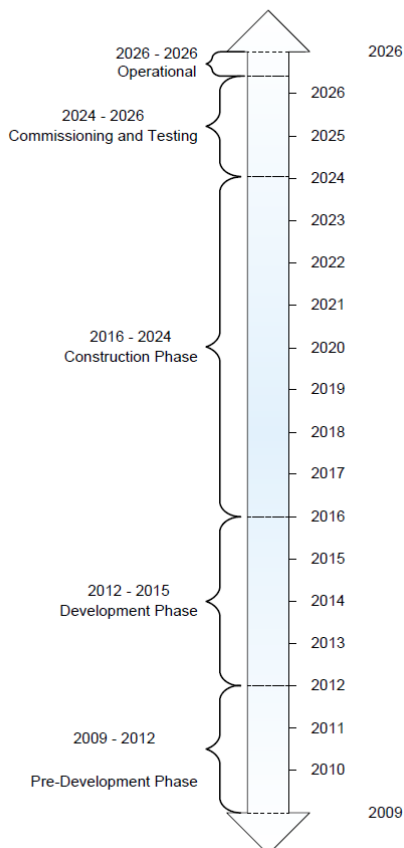 2026 - 2026
Operational
2024 - 2026
Commissioning and Testing
2016 - 2024
Construction Phase
2012 - 2015
Development Phase
2009 - 2012
Pre-Development Phase
2026
2026
2025
2024
2023
2022
2021
2020
2019
2018
2017
2016
2015
2014
2013
2012
2011
2010
2009